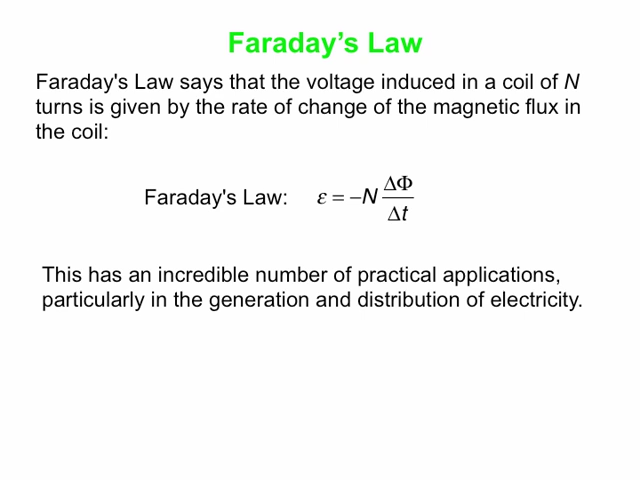 Faraday’s Law
Faraday's Law says that the voltage induced in a coil of N
turns is given by the rate of change of the magnetic flux in
the coil:
Faraday's Law: ε = −N ΔΦ/Δt
This has an incredible number of practical applications,
particularly in the generation and distribution of electricity.